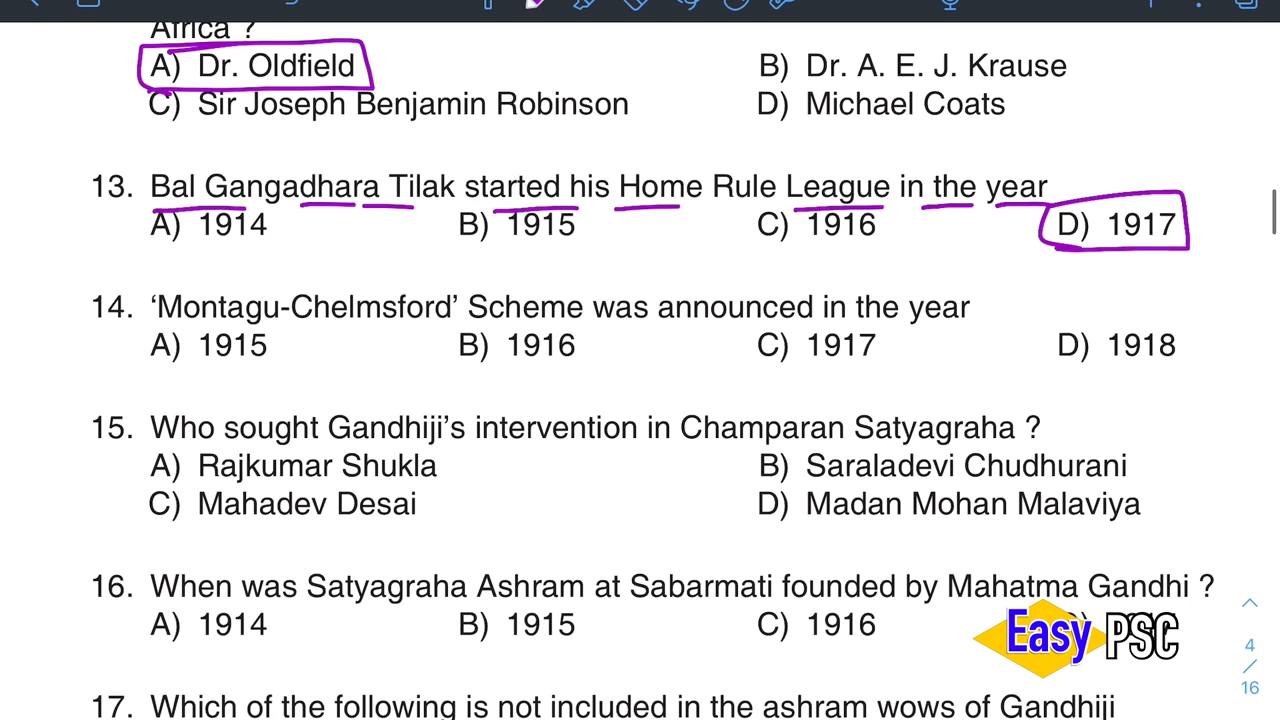 Africa ?
A) Dr. Oldfield B) Dr. A. E. J. Krause
C) Sir Joseph Benjamin Robinson D) Michael Coats
13. Bal Gangadhara Tilak started his Home Rule League in the year
A) 1914 B) 1915 C) 1916 D) 1917
14. ‘Montagu-Chelmsford’ Scheme was announced in the year
A) 1915 B) 1916 C) 1917 D) 1918
15. Who sought Gandhiji’s intervention in Champaran Satyagraha ?
A) Rajkumar Shukla B) Saraladevi Chudhurani
C) Mahadev Desai D) Madan Mohan Malaviya
16. When was Satyagraha Ashram at Sabarmati founded by Mahatma Gandhi ?
A) 1914 B) 1915 C) 1916
Easy PSC
4
/
16
17. Which of the following is not included in the ashram wows of Gandhiji